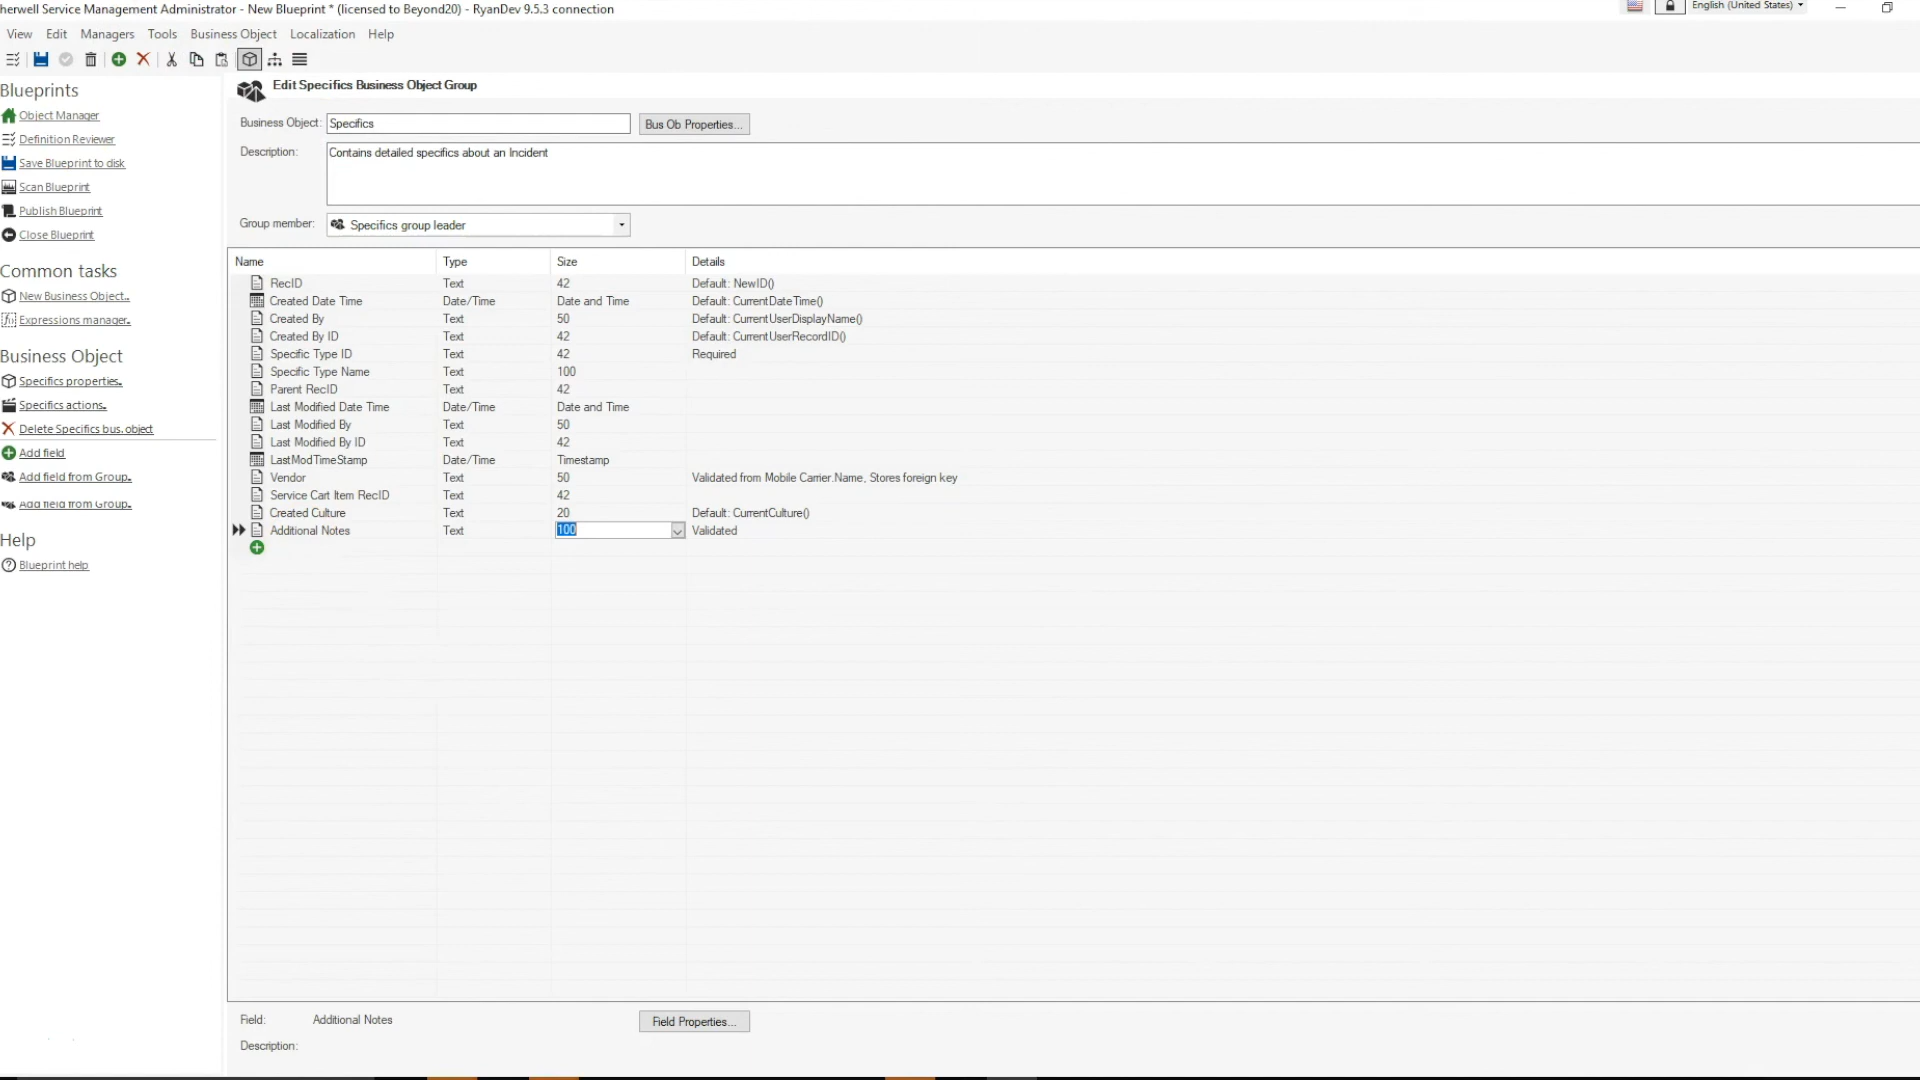 herwell Service Management Administrator - New Blueprint * (licensed to Beyond20) - RyanDev 9.5.3 connection
English (United States)
View Edit Managers Tools Business Object Localization Help
Blueprints
Object Manager
Definition Reviewer
Save Blueprint to disk
Scan Blueprint
Publish Blueprint
Close Blueprint
Common tasks
New Business Object...
Expressions manager...
Business Object
Specifics properties...
Specifics actions...
Delete Specifics bus. object
Add field
Add field from Group...
Add field from Group...
Help
Blueprint help
Edit Specifics Business Object Group
Business Object: Specifics Bus Ob Properties...
Description: Contains detailed specifics about an Incident
Group member: Specifics group leader
Name Type Size Details
RecID Text 42 Default: NewID()
Created Date Time Date/Time Date and Time Default: CurrentDateTime()
Created By Text 50 Default: CurrentUserDisplayName()
Created By ID Text 42 Default: CurrentUserRecordID()
Specific Type ID Text 42 Required
Specific Type Name Text 100
Parent RecID Text 42
Last Modified Date Time Date/Time Date and Time
Last Modified By Text 50
Last Modified By ID Text 42
LastModTimeStamp Date/Time Timestamp
Vendor Text 50 Validated from Mobile Carrier.Name, Stores foreign key
Service Cart Item RecID Text 42
Created Culture Text 20 Default: CurrentCulture()
Additional Notes Text 100 Validated
Field: Additional Notes Field Properties...
Description: